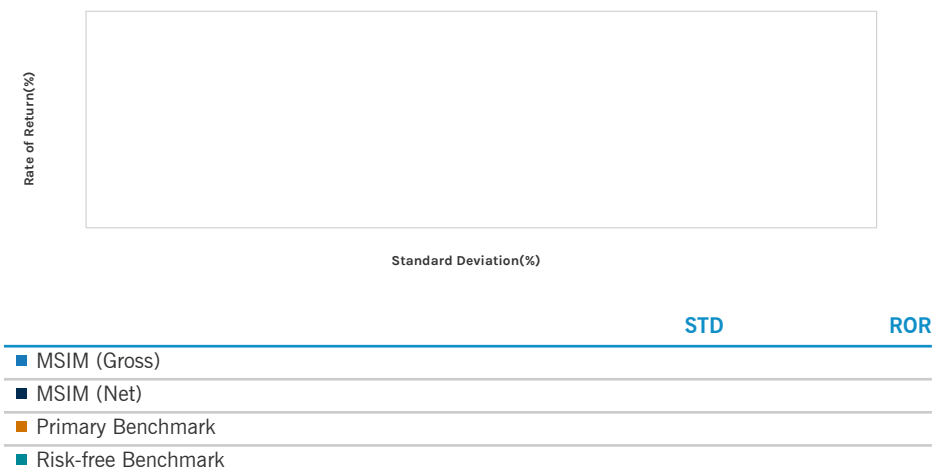 Rate of Return(%)
Standard Deviation(%)
STD ROR
MSIM (Gross)
MSIM (Net)
Primary Benchmark
Risk-free Benchmark